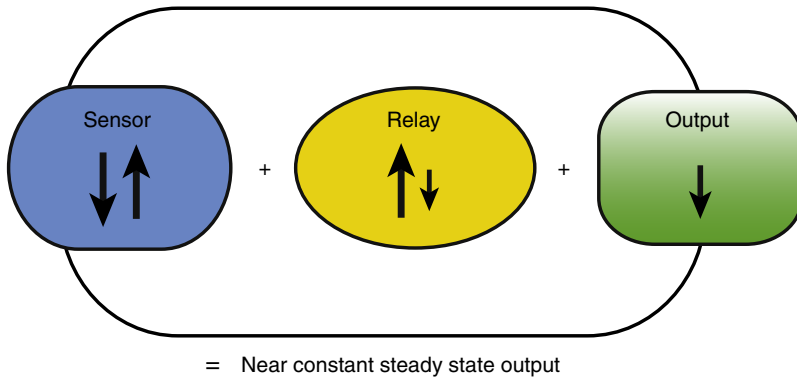 Sensor
Relay
Output
+
+
= Near constant steady state output